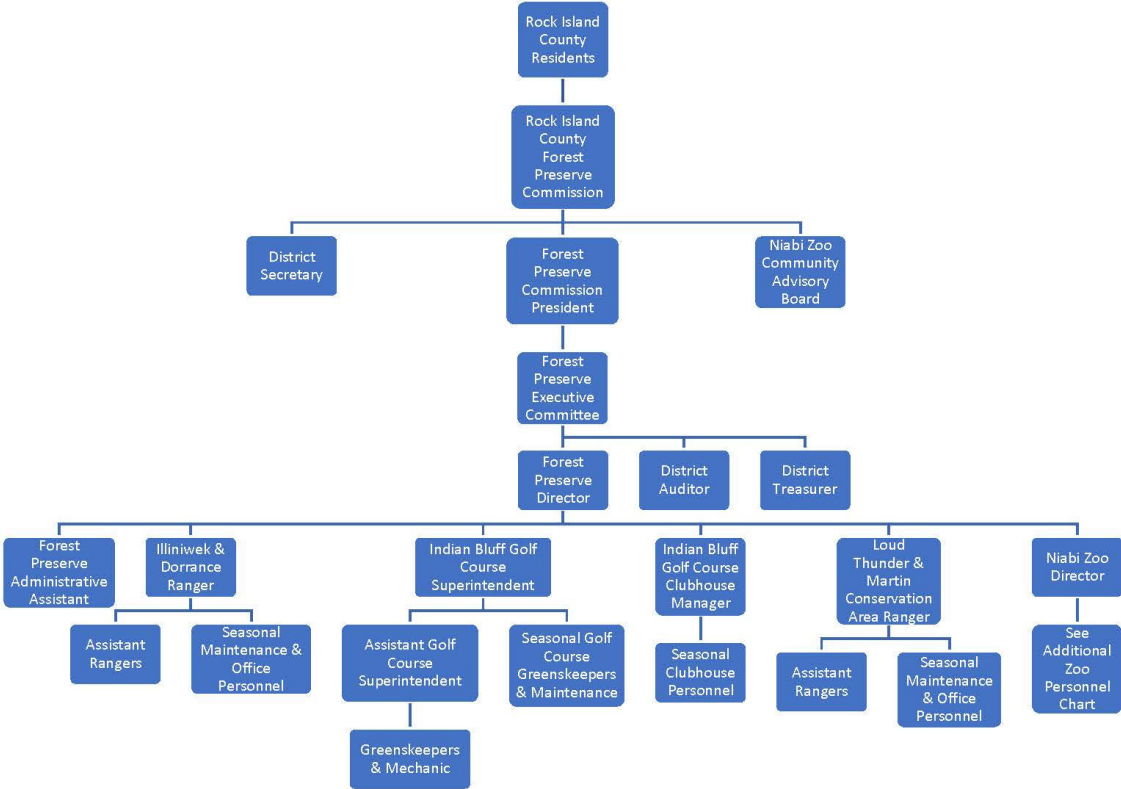 Rock Island
County
Residents
Rock Island
County
Forest
Preserve
Commission
District
Secretary
Forest
Preserve
Commission
President
Niabi Zoo
Community
Advisory
Board
Forest
Preserve
Executive
Committee
Forest
Preserve
Director
District
Auditor
District
Treasurer
Forest
Preserve
Administrative
Assistant
Illiniwek &
Dorrance
Ranger
Indian Bluff Golf
Course
Superintendent
Indian Bluff
Golf Course
Clubhouse
Manager
Loud
Thunder &
Martin
Conservation
Area Ranger
Niabi Zoo
Director
Assistant
Rangers
Seasonal
Maintenance &
Office
Personnel
Assistant Golf
Course
Superintendent
Seasonal Golf
Course
Greenskeepers
& Maintenance
Seasonal
Clubhouse
Personnel
Assistant
Rangers
Seasonal
Maintenance
& Office
Personnel
See
Additional
Zoo
Personnel
Chart
Greenskeepers
& Mechanic